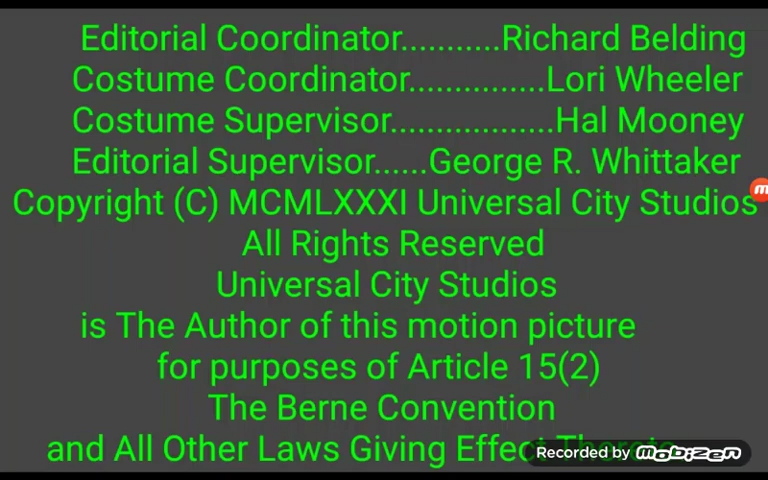 Editorial Coordinator...........Richard Belding
Costume Coordinator...............Lori Wheeler
Costume Supervisor..................Hal Mooney
Editorial Supervisor......George R. Whittaker
Copyright (C) MCMLXXXI Universal City Studios
All Rights Reserved
Universal City Studios
is The Author of this motion picture
for purposes of Article 15(2)
The Berne Convention
and All Other Laws Giving Effect Thereto
Recorded by mobizen